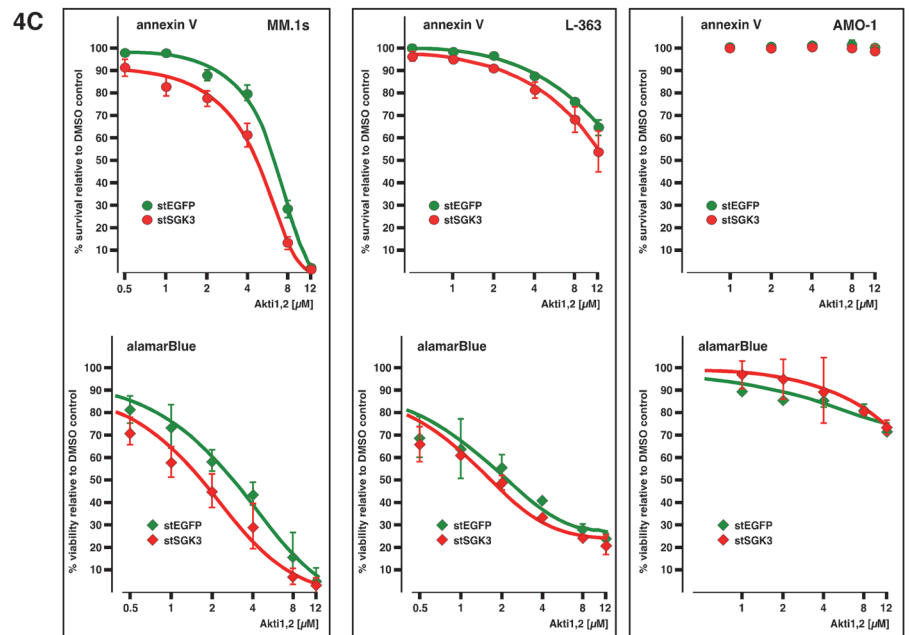 4C
annexin V MM.1s
% survival relative to DMSO control
100
90
80
70
60
50
40
30
20
10
stEGFP
stSGK3
0.5 1 2 4 8 12
Akti1,2 [µM]
annexin V L-363
% survival relative to DMSO control
100
90
80
70
60
50
40
30
20
10
stEGFP
stSGK3
1 2 4 8 12
Akti1,2 [µM]
annexin V AMO-1
% survival relative to DMSO control
100
90
80
70
60
50
40
30
20
10
stEGFP
stSGK3
1 2 4 8 12
Akti1,2 [µM]
alamarBlue
% viability relative to DMSO control
100
90
80
70
60
50
40
30
20
10
stEGFP
stSGK3
0.5 1 2 4 8 12
Akti1,2 [µM]
alamarBlue
% viability relative to DMSO control
100
90
80
70
60
50
40
30
20
10
stEGFP
stSGK3
0.5 1 2 4 8 12
Akti1,2 [µM]
alamarBlue
% viability relative to DMSO control
100
90
80
70
60
50
40
30
20
10
stEGFP
stSGK3
1 2 4 8 12
Akti1,2 [µM]